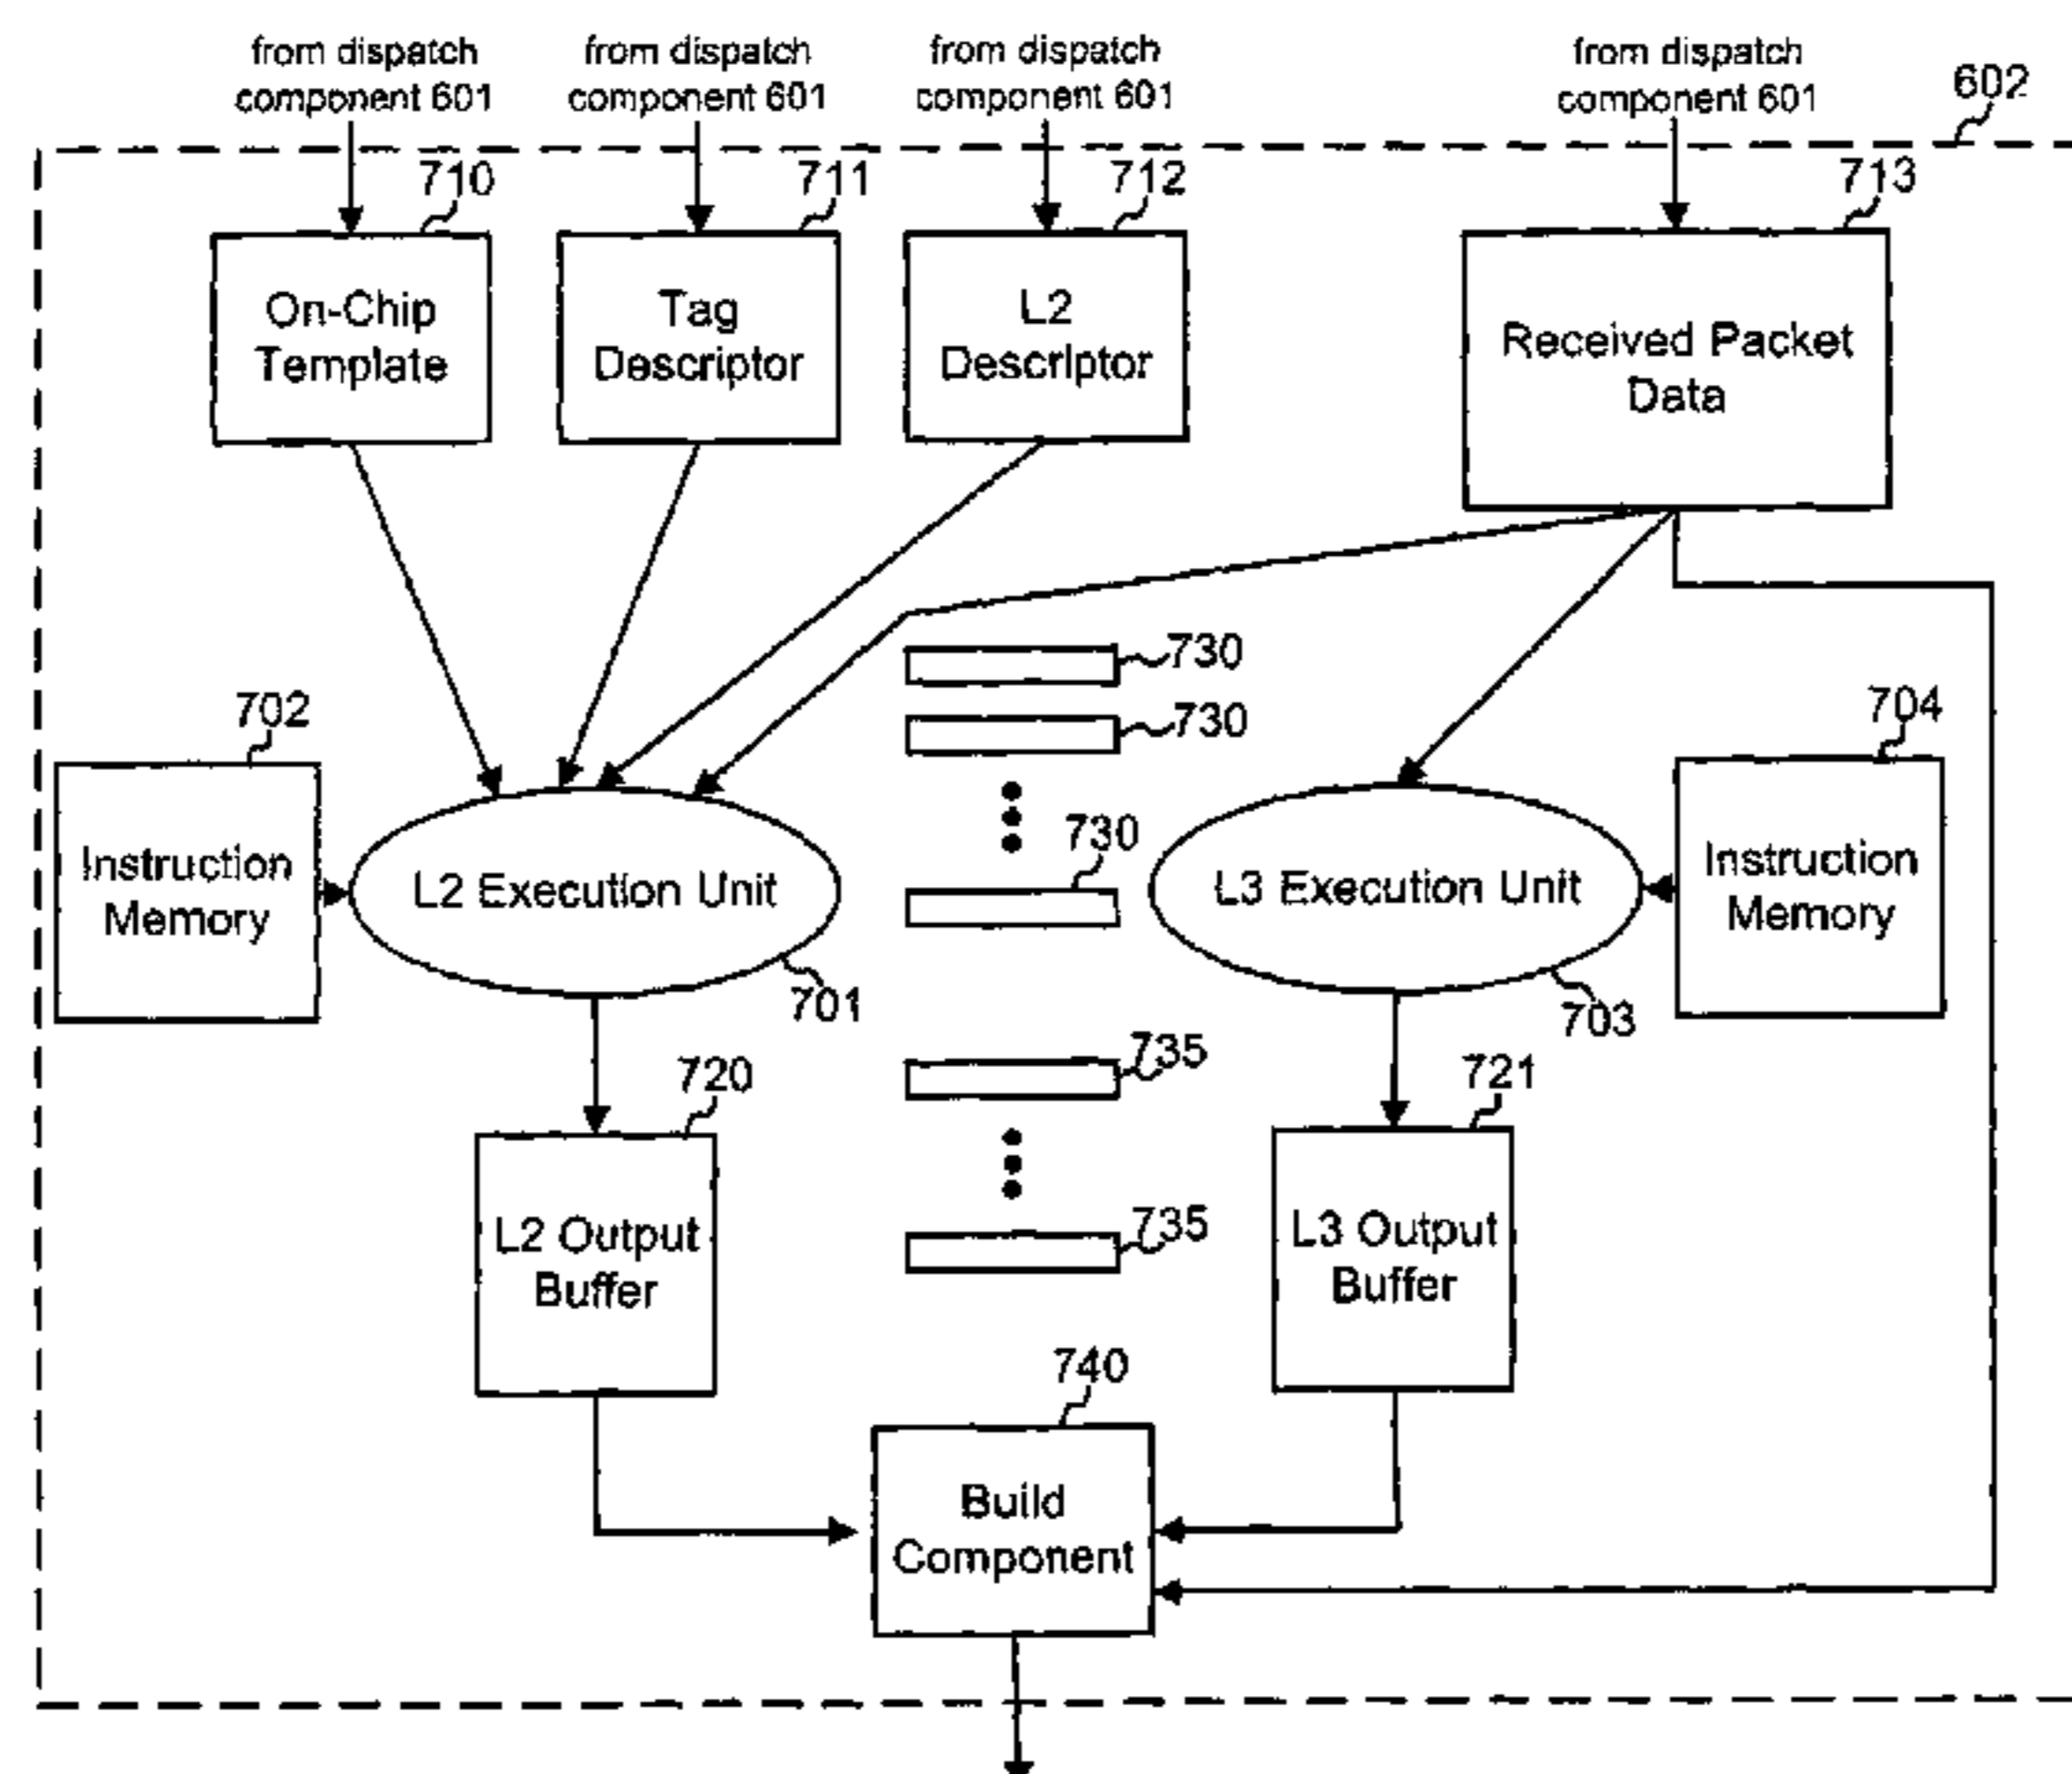 from dispatch
component 601
from dispatch
component 601
from dispatch
component 601
from dispatch
component 601
602
710
711
712
713
On-Chip
Template
Tag
Descriptor
L2
Descriptor
Received Packet
Data
730
730
702
704
730
Instruction
Memory
L2 Execution Unit
L3 Execution Unit
Instruction
Memory
701
703
735
720
721
L2 Output
Buffer
735
L3 Output
Buffer
740
Build
Component